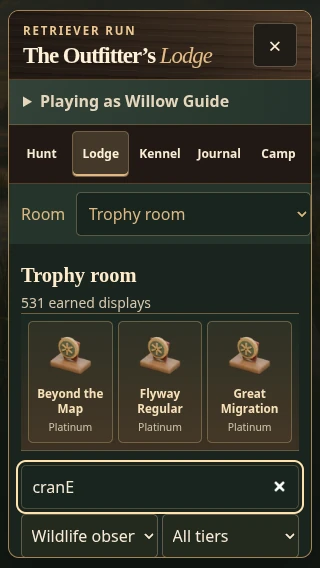 RETRIEVER RUN
The Outfitter's Lodge
Playing as Willow Guide
Hunt Lodge Kennel Journal Camp
Room Trophy room
Trophy room
531 earned displays
Beyond the Map
Platinum
Flyway Regular
Platinum
Great Migration
Platinum
cranE
Wildlife obser All tiers